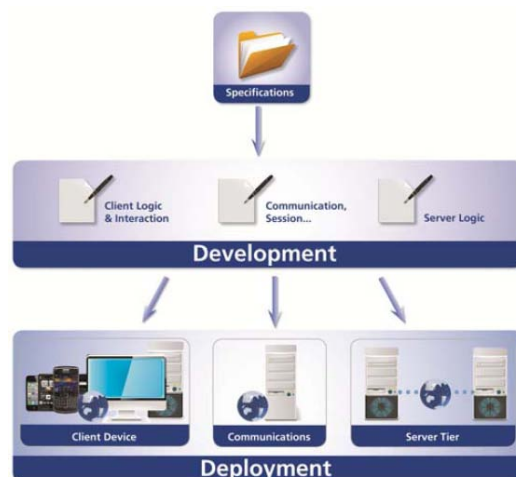 Specifications
Client Logic
& Interaction
Communication,
Session...
Server Logic
Development
Client Device
Communications
Server Tier
Deployment